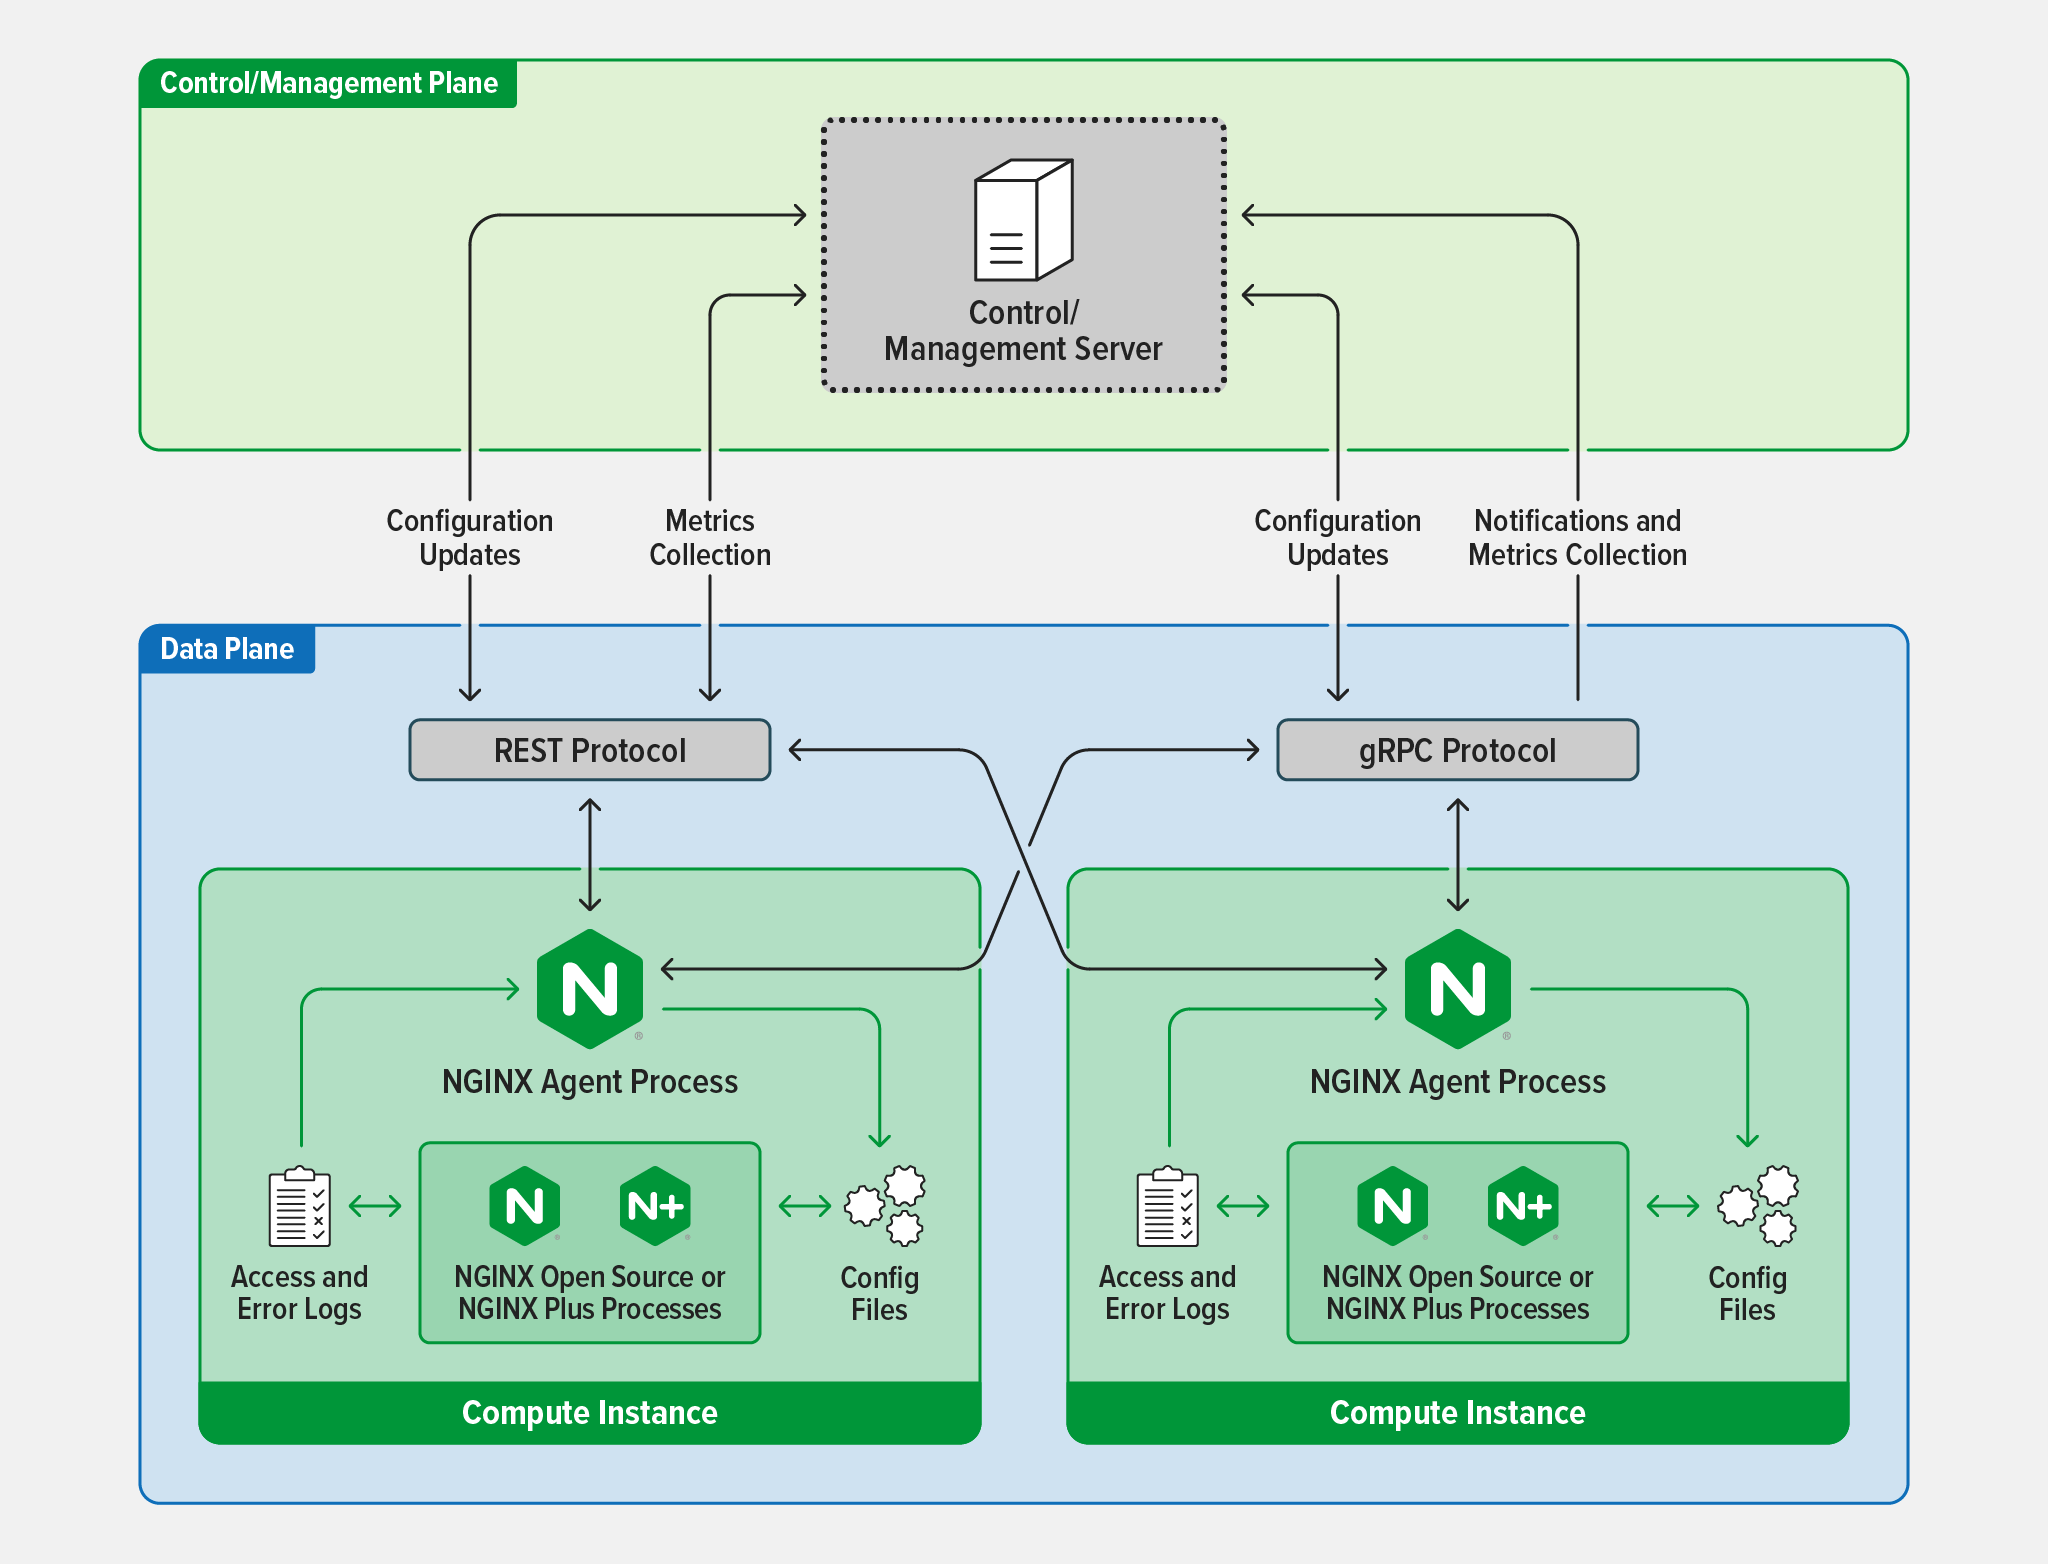 Control/Management Plane
Control/
Management Server
Configuration
Updates
Metrics
Collection
Configuration
Updates
Notifications and
Metrics Collection
Data Plane
REST Protocol
gRPC Protocol
N
®
NGINX Agent Process
N
®
NGINX Agent Process
Access and
Error Logs
N
N+
NGINX Open Source or
NGINX Plus Processes
Config
Files
Access and
Error Logs
N
N+
NGINX Open Source or
NGINX Plus Processes
Config
Files
Compute Instance
Compute Instance